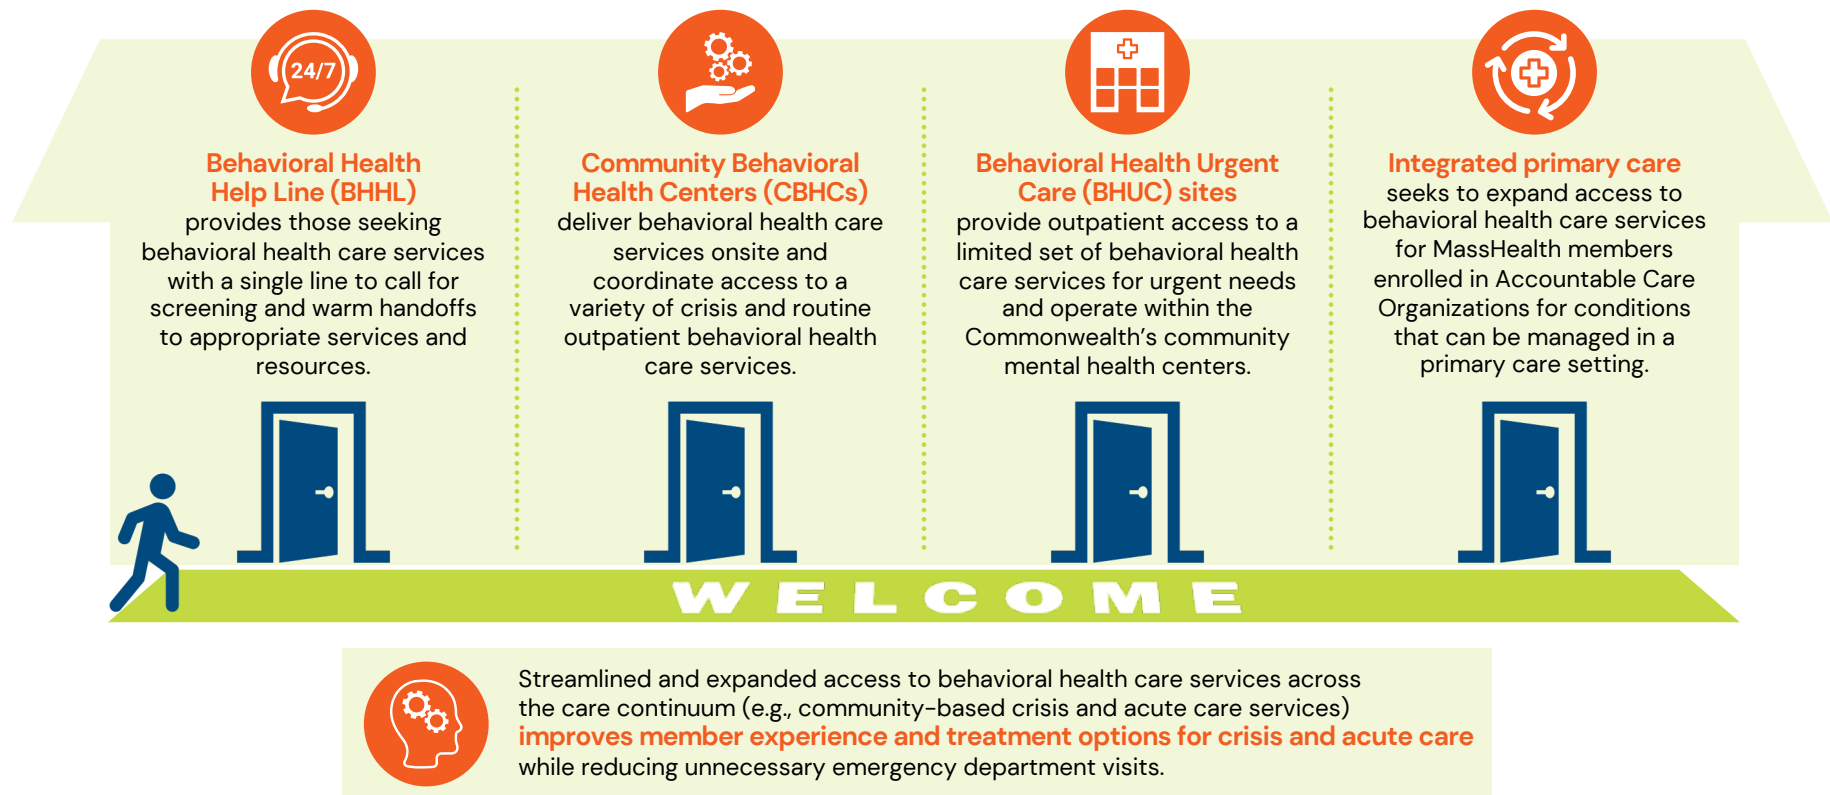 24/7
Behavioral Health
Help Line (BHHL)
provides those seeking
behavioral health care services
with a single line to call for
screening and warm handoffs
to appropriate services and
resources.
Community Behavioral
Health Centers (CBHCs)
deliver behavioral health care
services onsite and
coordinate access to a
variety of crisis and routine
outpatient behavioral health
care services.
Behavioral Health Urgent
Care (BHUC) sites
provide outpatient access to a
limited set of behavioral health
care services for urgent needs
and operate within the
Commonwealth’s community
mental health centers.
Integrated primary care
seeks to expand access to
behavioral health care services
for MassHealth members
enrolled in Accountable Care
Organizations for conditions
that can be managed in a
primary care setting.
WELCOME
Streamlined and expanded access to behavioral health care services across
the care continuum (e.g., community-based crisis and acute care services)
improves member experience and treatment options for crisis and acute care
while reducing unnecessary emergency department visits.